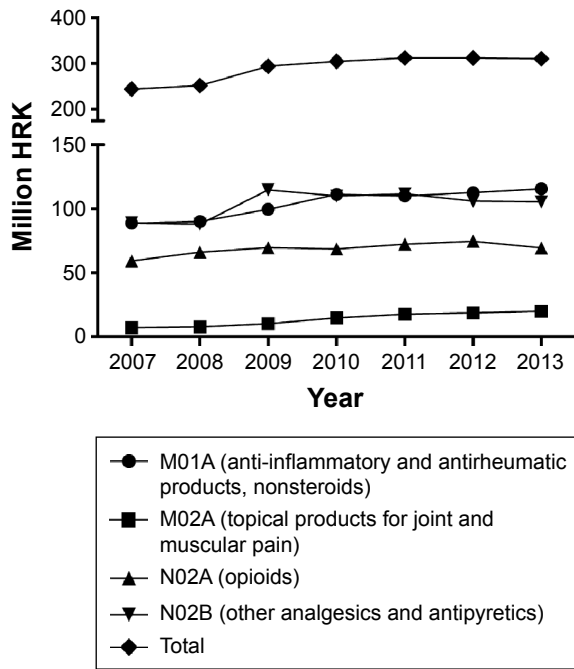 400
300
200
150
100
50
0
Million HRK
2007 2008 2009 2010 2011 2012 2013
Year
M01A (anti-inflammatory and antirheumatic
products, nonsteroids)
M02A (topical products for joint and
muscular pain)
N02A (opioids)
N02B (other analgesics and antipyretics)
Total